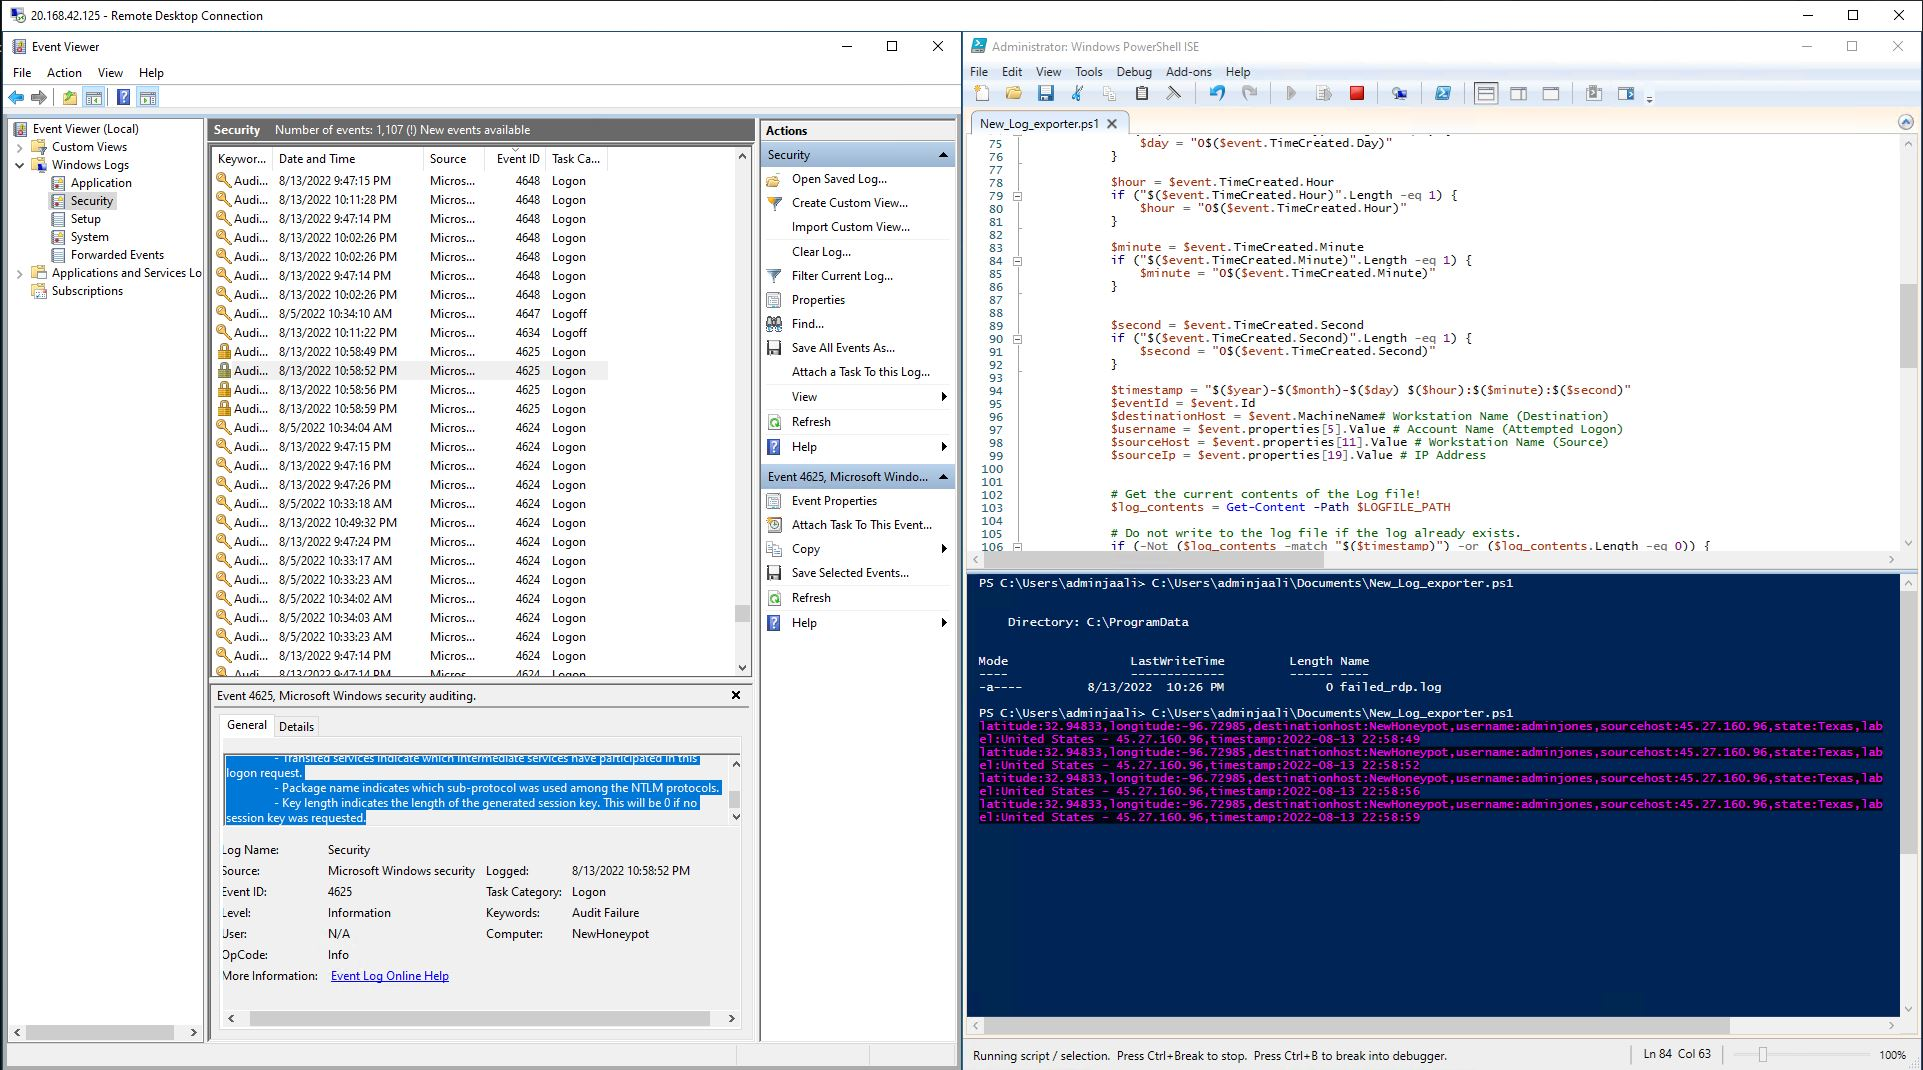 20.168.42.125 - Remote Desktop Connection
Event Viewer
File Action View Help
Event Viewer (Local)
Custom Views
Windows Logs
Application
Security
Setup
System
Forwarded Events
Applications and Services Lo
Subscriptions
Security Number of events: 1,107 (!) New events available
Keywor... Date and Time Source Event ID Task Ca...
Audi... 8/13/2022 9:47:15 PM Micros... 4648 Logon
Audi... 8/13/2022 10:11:28 PM Micros... 4648 Logon
Audi... 8/13/2022 9:47:14 PM Micros... 4648 Logon
Audi... 8/13/2022 10:02:26 PM Micros... 4648 Logon
Audi... 8/13/2022 10:02:26 PM Micros... 4648 Logon
Audi... 8/13/2022 9:47:14 PM Micros... 4648 Logon
Audi... 8/13/2022 10:02:26 PM Micros... 4648 Logon
Audi... 8/5/2022 10:34:10 AM Micros... 4647 Logoff
Audi... 8/13/2022 10:11:22 PM Micros... 4634 Logoff
Audi... 8/13/2022 10:58:49 PM Micros... 4625 Logon
Audi... 8/13/2022 10:58:52 PM Micros... 4625 Logon
Audi... 8/13/2022 10:58:56 PM Micros... 4625 Logon
Audi... 8/13/2022 10:58:59 PM Micros... 4625 Logon
Audi... 8/5/2022 10:34:04 AM Micros... 4624 Logon
Audi... 8/13/2022 9:47:15 PM Micros... 4624 Logon
Audi... 8/13/2022 9:47:16 PM Micros... 4624 Logon
Audi... 8/13/2022 9:47:26 PM Micros... 4624 Logon
Audi... 8/5/2022 10:33:18 AM Micros... 4624 Logon
Audi... 8/13/2022 10:49:32 PM Micros... 4624 Logon
Audi... 8/13/2022 9:47:24 PM Micros... 4624 Logon
Audi... 8/5/2022 10:33:17 AM Micros... 4624 Logon
Audi... 8/5/2022 10:33:23 AM Micros... 4624 Logon
Audi... 8/5/2022 10:34:02 AM Micros... 4624 Logon
Audi... 8/5/2022 10:34:03 AM Micros... 4624 Logon
Audi... 8/5/2022 10:33:23 AM Micros... 4624 Logon
Audi... 8/13/2022 9:47:14 PM Micros... 4624 Logon
Audi... 8/13/2022 9:47:14 PM Micros... 4624 Logon
Event 4625, Microsoft Windows security auditing.
General Details
- Transited services indicate which intermediate services have participated in this
logon request.
- Package name indicates which sub-protocol was used among the NTLM protocols.
- Key length indicates the length of the generated session key. This will be 0 if no
session key was requested.
Log Name: Security
Source: Microsoft Windows security Logged: 8/13/2022 10:58:52 PM
Event ID: 4625 Task Category: Logon
Level: Information Keywords: Audit Failure
User: N/A Computer: NewHoneypot
OpCode: Info
More Information: Event Log Online Help
Actions
Security
Open Saved Log...
Create Custom View...
Import Custom View...
Clear Log...
Filter Current Log...
Properties
Find...
Save All Events As...
Attach a Task To this Log...
View
Refresh
Help
Event 4625, Microsoft Windo...
Event Properties
Attach Task To This Event...
Copy
Save Selected Events...
Refresh
Help
Administrator: Windows PowerShell ISE
File Edit View Tools Debug Add-ons Help
New_Log_exporter.ps1
75 $day = "0$($event.TimeCreated.Day)"
76 }
77
78 $hour = $event.TimeCreated.Hour
79 if ("$($event.TimeCreated.Hour)".Length -eq 1) {
80 $hour = "0$($event.TimeCreated.Hour)"
81 }
82
83 $minute = $event.TimeCreated.Minute
84 if ("$($event.TimeCreated.Minute)".Length -eq 1) {
85 $minute = "0$($event.TimeCreated.Minute)"
86 }
87
88
89 $second = $event.TimeCreated.Second
90 if ("$($event.TimeCreated.Second)".Length -eq 1) {
91 $second = "0$($event.TimeCreated.Second)"
92 }
93
94 $timestamp = "$($year)-$($month)-$($day) $($hour):$($minute):$($second)"
95 $eventId = $event.Id
96 $destinationHost = $event.MachineName# Workstation Name (Destination)
97 $username = $event.properties[5].Value # Account Name (Attempted Logon)
98 $sourceHost = $event.properties[11].Value # Workstation Name (Source)
99 $sourceIp = $event.properties[19].Value # IP Address
100
101
102 # Get the current contents of the Log file!
103 $log_contents = Get-Content -Path $LOGFILE_PATH
104
105 # Do not write to the log file if the log already exists.
106 if (-Not ($log_contents -match "$($timestamp)") -or ($log_contents.Length -eq 0)) {
PS C:\Users\adminjaali> C:\Users\adminjaali\Documents\New_Log_exporter.ps1
Directory: C:\ProgramData
Mode LastWriteTime Length Name
---- ------------- ------ ----
-a---- 8/13/2022 10:26 PM 0 failed_rdp.log
PS C:\Users\adminjaali> C:\Users\adminjaali\Documents\New_Log_exporter.ps1
latitude:32.94833,longitude:-96.72985,destinationhost:NewHoneypot,username:adminjones,sourcehost:45.27.160.96,state:Texas,lab
el:United States - 45.27.160.96,timestamp:2022-08-13 22:58:49
latitude:32.94833,longitude:-96.72985,destinationhost:NewHoneypot,username:adminjones,sourcehost:45.27.160.96,state:Texas,lab
el:United States - 45.27.160.96,timestamp:2022-08-13 22:58:52
latitude:32.94833,longitude:-96.72985,destinationhost:NewHoneypot,username:adminjones,sourcehost:45.27.160.96,state:Texas,lab
el:United States - 45.27.160.96,timestamp:2022-08-13 22:58:56
latitude:32.94833,longitude:-96.72985,destinationhost:NewHoneypot,username:adminjones,sourcehost:45.27.160.96,state:Texas,lab
el:United States - 45.27.160.96,timestamp:2022-08-13 22:58:59
Running script / selection. Press Ctrl+Break to stop. Press Ctrl+B to break into debugger.
Ln 84 Col 63
100%